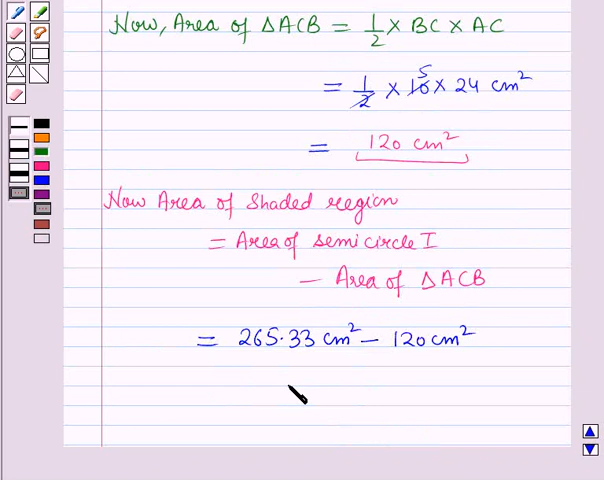 Now, Area of ΔACB = 1/2 × BC × AC
= 1/2 × 10 5 × 24 cm²
= 120 cm²
Now Area of Shaded region
= Area of semicircle I
— Area of ΔACB
= 265.33 cm² — 120 cm²